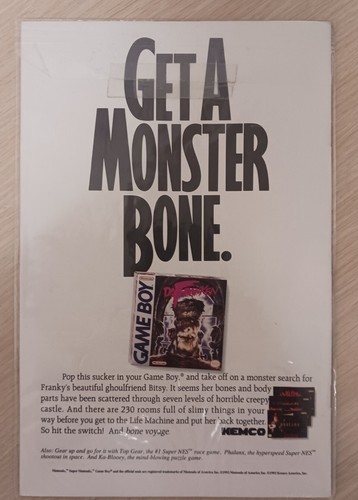 GET A
MONSTER
BONE.
GAME BOY
Pop this sucker in your Game Boy.® and take off on a monster search for
Franky's beautiful ghoulfriend Bitsy. It seems her bones and body
parts have been scattered through seven levels of horrible creepy
castle. And there are 230 rooms full of slimy things in your
way before you get to the Life Machine and put her back together.
So hit the switch! And bone voyage.
KEMCO
Also: Gear up and go for it with Top Gear, the #1 Super NES™ race game. Phalanx, the hyperspeed Super NES™
shootout in space. And Ka-Blooey, the mind-blowing puzzle game.